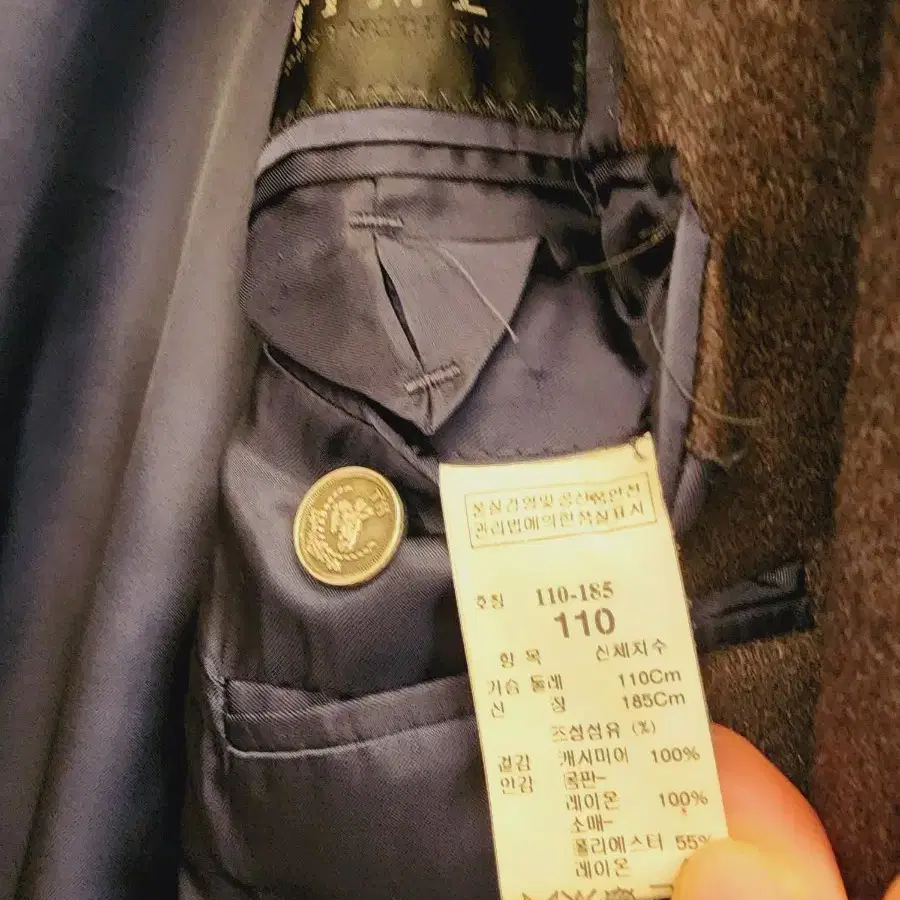 POST MODERN
품질경영및공산품안전
관리법에의한품질표시
호칭 110-185
110
항 목 신체치수
가슴 둘레 110Cm
신 장 185Cm
조성섬유 (%)
겉감 캐시미어 100%
안감 몸판-
레이온 100%
소매-
폴리에스터 55%
레이온